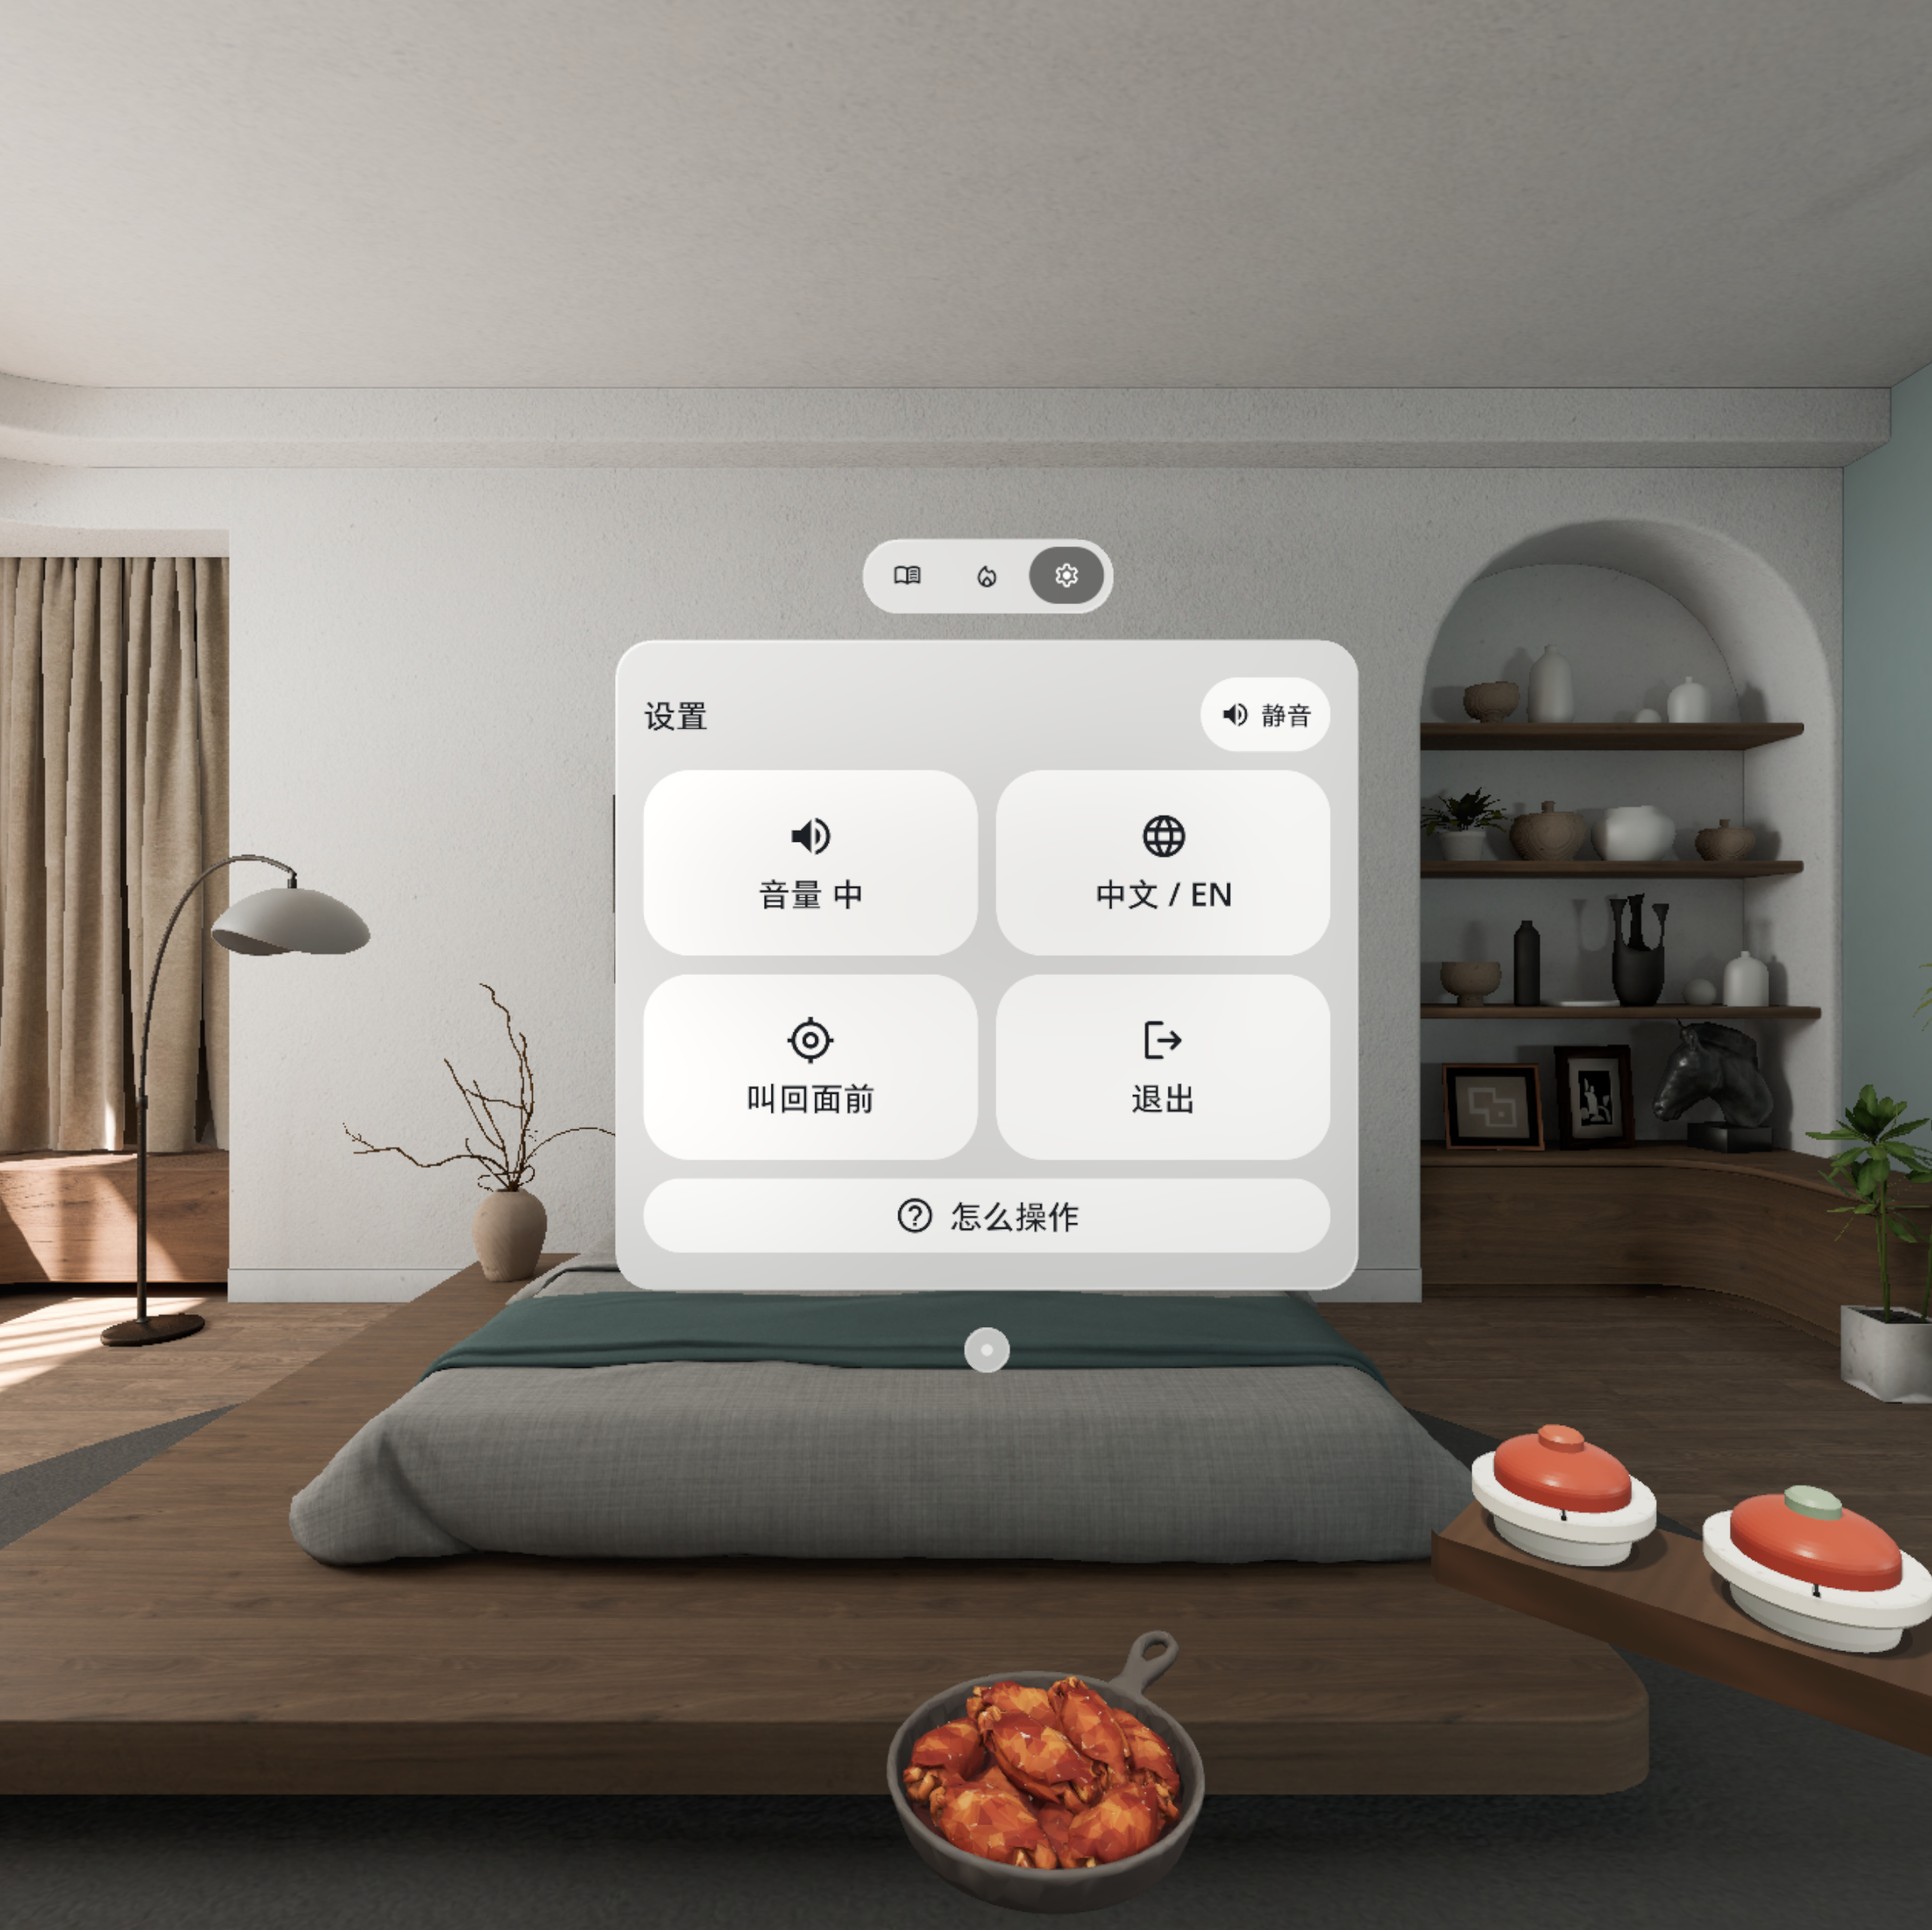 设置
静音
音量 中
中文 / EN
叫回面前
退出
怎么操作